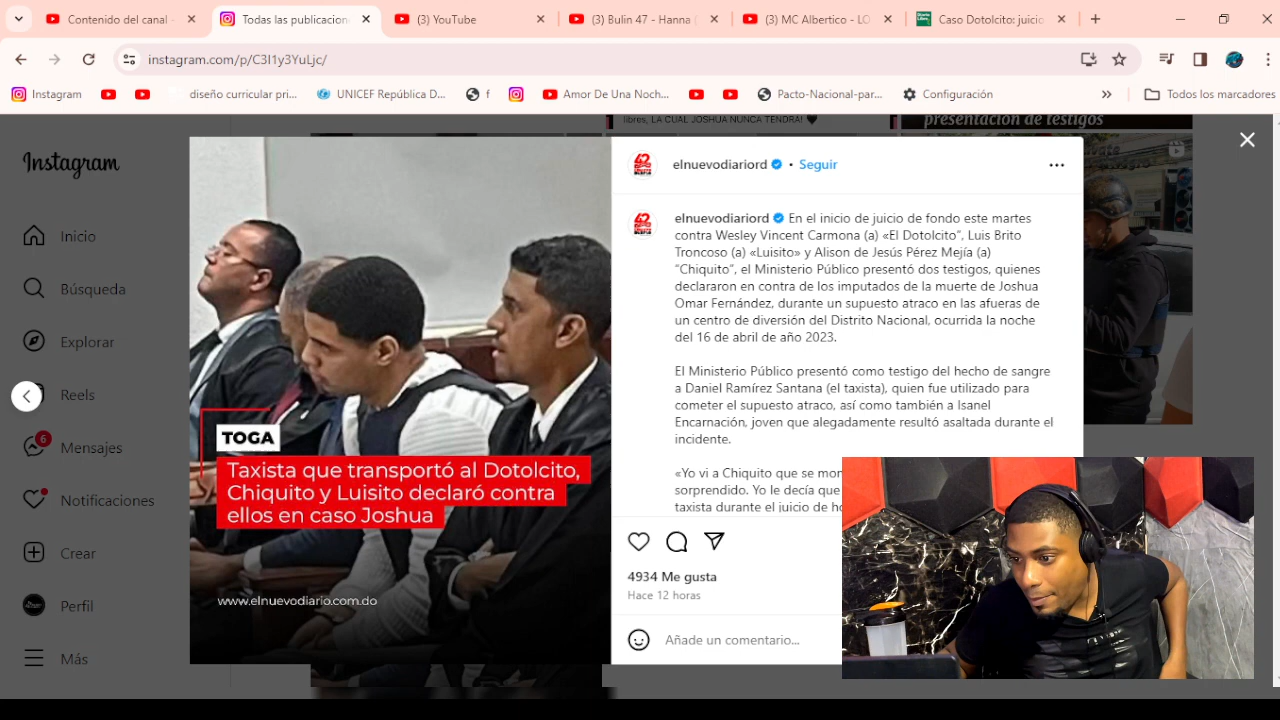 Contenido del canal -
Todas las publicacion
(3) YouTube
(3) Bulin 47 - Hanna (
(3) MC Albertico - LO
Caso Dotolcito: juicio
instagram.com/p/C3I1y3YuLjc/
Instagram
diseño curricular pri...
UNICEF República D...
f
Amor De Una Noch...
Pacto-Nacional-par...
Configuración
Todos los marcadores
libres, LA CUAL JOSHUA NUNCA TENDRA!
presentación de testigos
Instagram
Inicio
Búsqueda
Explorar
Reels
6
Mensajes
Notificaciones
Crear
Perfil
Más
TOGA
Taxista que transportó al Dotolcito,
Chiquito y Luisito declaró contra
ellos en caso Joshua
www.elnuevodiario.com.do
elnuevodiariord • Seguir
elnuevodiariord En el inicio de juicio de fondo este martes
contra Wesley Vincent Carmona (a) «El Dotolcito", Luis Brito
Troncoso (a) «Luisito» y Alison de Jesús Pérez Mejía (a)
"Chiquito", el Ministerio Público presentó dos testigos, quienes
declararon en contra de los imputados de la muerte de Joshua
Omar Fernández, durante un supuesto atraco en las afueras de
un centro de diversión del Distrito Nacional, ocurrida la noche
del 16 de abril de año 2023.
El Ministerio Público presentó como testigo del hecho de sangre
a Daniel Ramírez Santana (el taxista), quien fue utilizado para
cometer el supuesto atraco, así como también a Isanel
Encarnación, joven que alegadamente resultó asaltada durante el
incidente.
«Yo vi a Chiquito que se mon
sorprendido. Yo le decía que
taxista durante el juicio de ho
4934 Me gusta
Hace 12 horas
Añade un comentario...